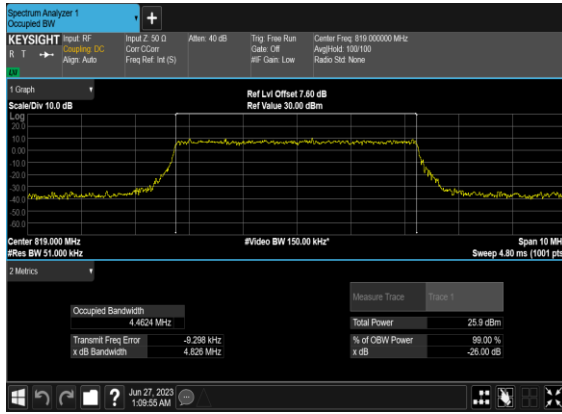 Spectrum Analyzer 1
Occupied BW
KEYSIGHT
R T
LW
Input: RF
Coupling: DC
Align: Auto
Input Z: 50 Ω
Corr CCorr
Freq Ref: Int (S)
Atten: 40 dB
Trig: Free Run
Gate: Off
#IF Gain: Low
Center Freq: 819.000000 MHz
Avg|Hold: 100/100
Radio Std: None
1 Graph
Scale/Div 10.0 dB
Ref Lvl Offset 7.60 dB
Ref Value 30.00 dBm
Log
20.0
10.0
0.00
-10.0
-20.0
-30.0
-40.0
-50.0
-60.0
Center 819.000 MHz
#Res BW 51.000 kHz
#Video BW 150.00 kHz*
Span 10 MH
Sweep 4.80 ms (1001 pts
2 Metrics
Measure Trace Trace 1
Occupied Bandwidth
4.4624 MHz
Total Power 25.9 dBm
Transmit Freq Error -9.298 kHz
% of OBW Power 99.00 %
x dB Bandwidth 4.826 MHz
x dB -26.00 dB
?
Jun 27, 2023
1:09:55 AM